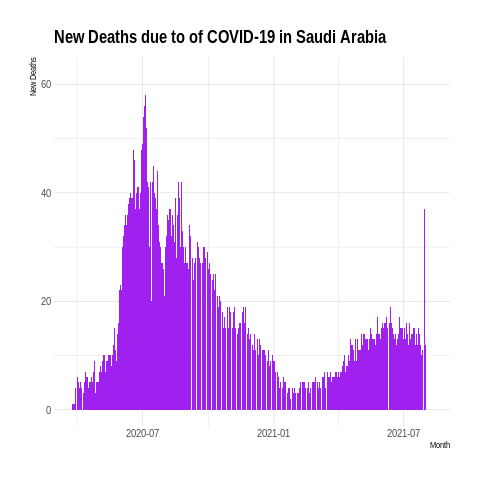 New Deaths due to of COVID-19 in Saudi Arabia
New Deaths
60
40
20
0
2020-07
2021-01
2021-07
Month